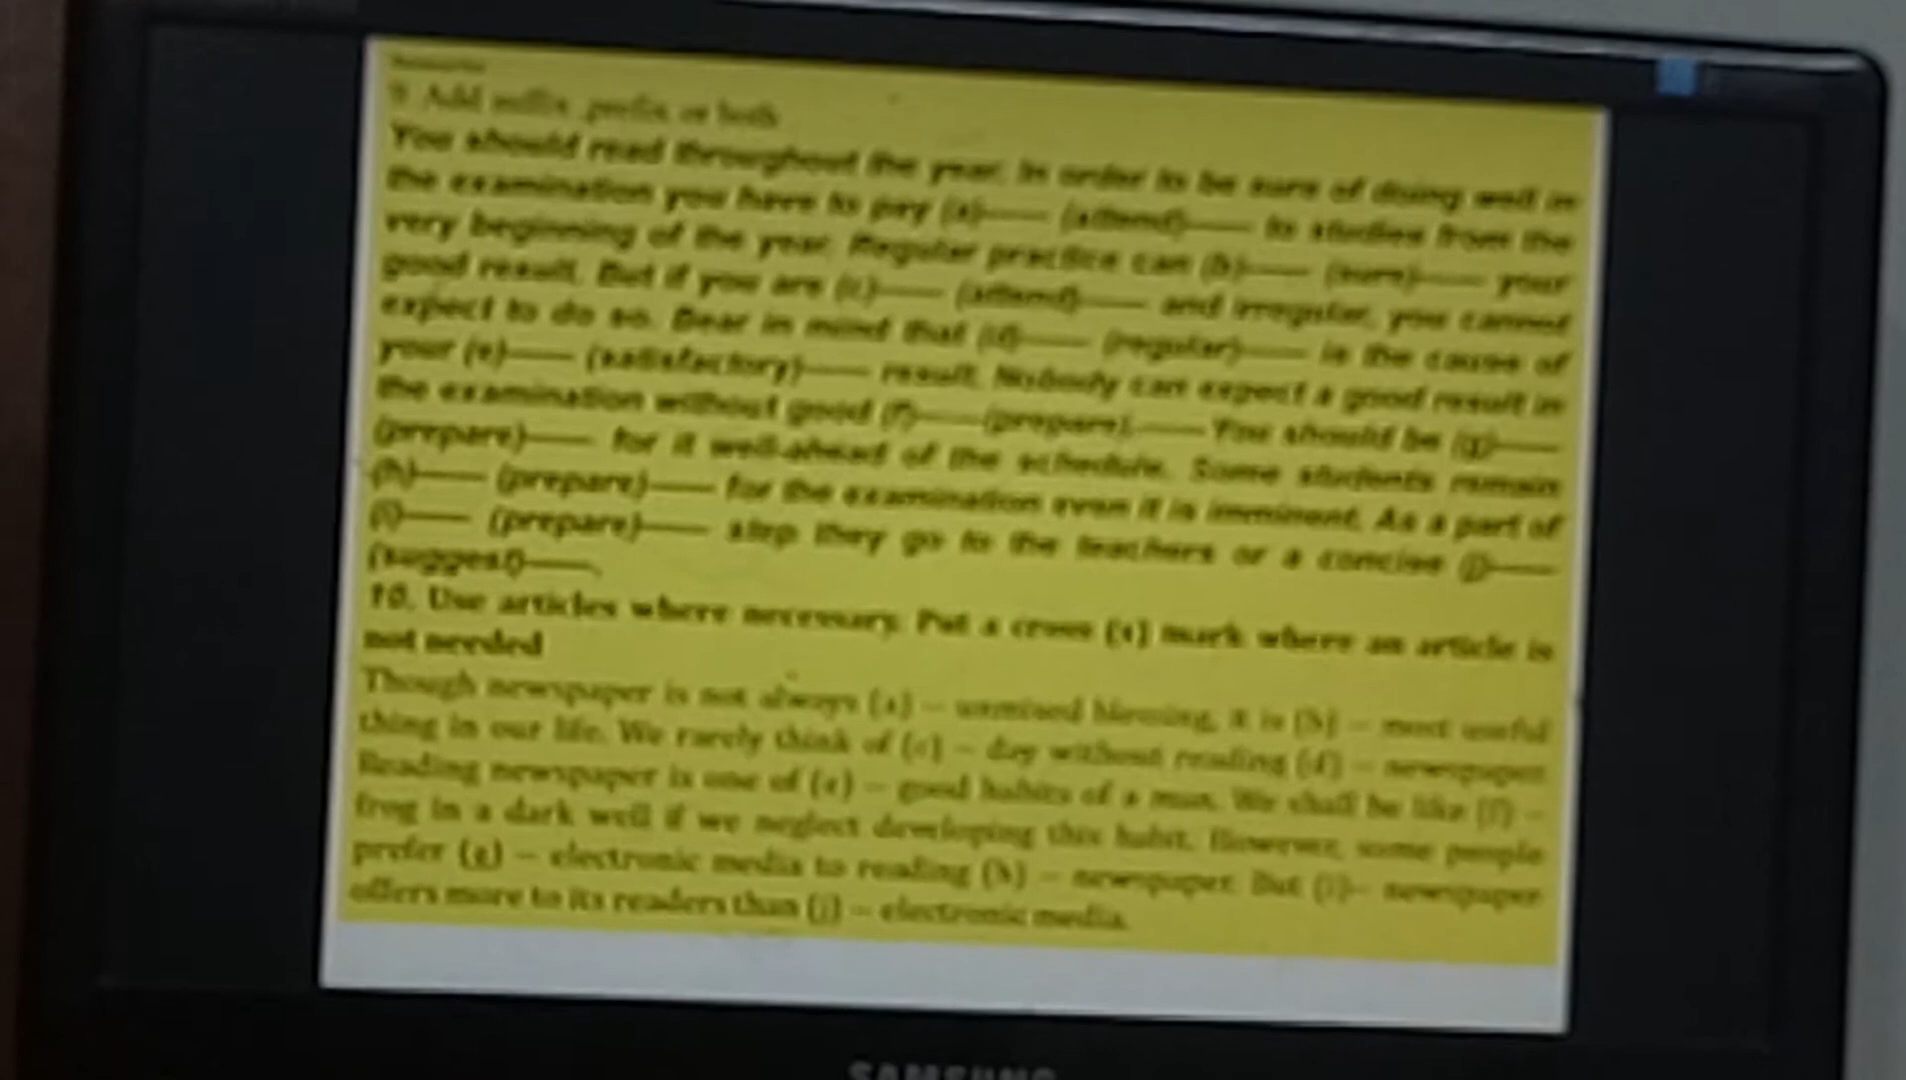 9. Add suffix, prefix or both
You should read throughout the year. In order to be sure of doing well in
the examination you have to pay (a)—— (attend)—— to studies from the
very beginning of the year. Regular practice can (b)—— (sure)—— your
good result. But if you are (c)—— (attend)—— and irregular, you cannot
expect to do so. Bear in mind that (d)—— (regular)—— is the cause of
your (e)—— (satisfactory)—— result. Nobody can expect a good result in
the examination without good (f)——(prepare).—— You should be (g)——
(prepare)—— for it well-ahead of the schedule. Some students remain
(h)—— (prepare)—— for the examination even it is imminent. As a part of
(i)—— (prepare)—— step they go to the teachers or a concise (j)——
(suggest)——.
10. Use articles where necessary. Put a cross (x) mark where an article is
not needed
Though newspaper is not always (a) – unmixed blessing, it is (b) – most useful
thing in our life. We rarely think of (c) – day without reading (d) – newspaper.
Reading newspaper is one of (e) – good habits of a man. We shall be like (f) –
frog in a dark well if we neglect developing this habit. However, some people
prefer (g) – electronic media to reading (h) – newspaper. But (i)– newspaper
offers more to its readers than (j) – electronic media.
SAMSUNG